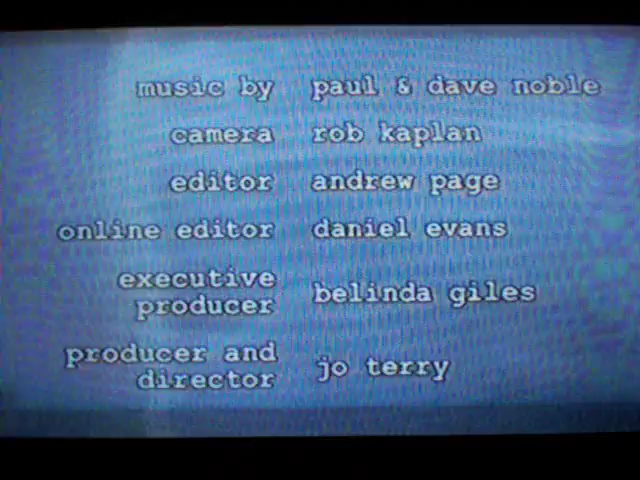 music by paul & dave noble
camera rob kaplan
editor andrew page
online editor daniel evans
executive
producer belinda giles
producer and
director jo terry